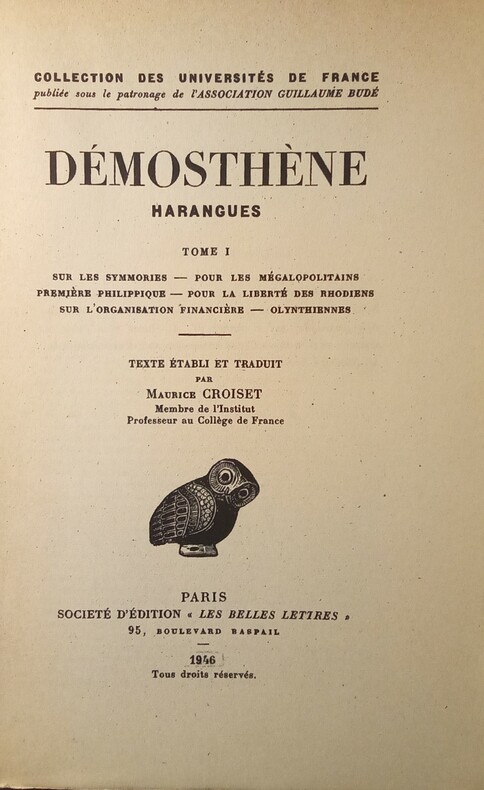 COLLECTION DES UNIVERSITÉS DE FRANCE
publiée sous le patronage de l'ASSOCIATION GUILLAUME BUDÉ
DÉMOSTHÈNE
HARANGUES
TOME I
SUR LES SYMMORIES — POUR LES MÉGALOPOLITAINS
PREMIÈRE PHILIPPIQUE — POUR LA LIBERTÉ DES RHODIENS
SUR L'ORGANISATION FINANCIÈRE — OLYNTHIENNES
TEXTE ÉTABLI ET TRADUIT
PAR
MAURICE CROISET
Membre de l'Institut
Professeur au Collège de France
PARIS
SOCIETÉ D'ÉDITION « LES BELLES LETTRES »
95, BOULEVARD RASPAIL
1946
Tous droits réservés.